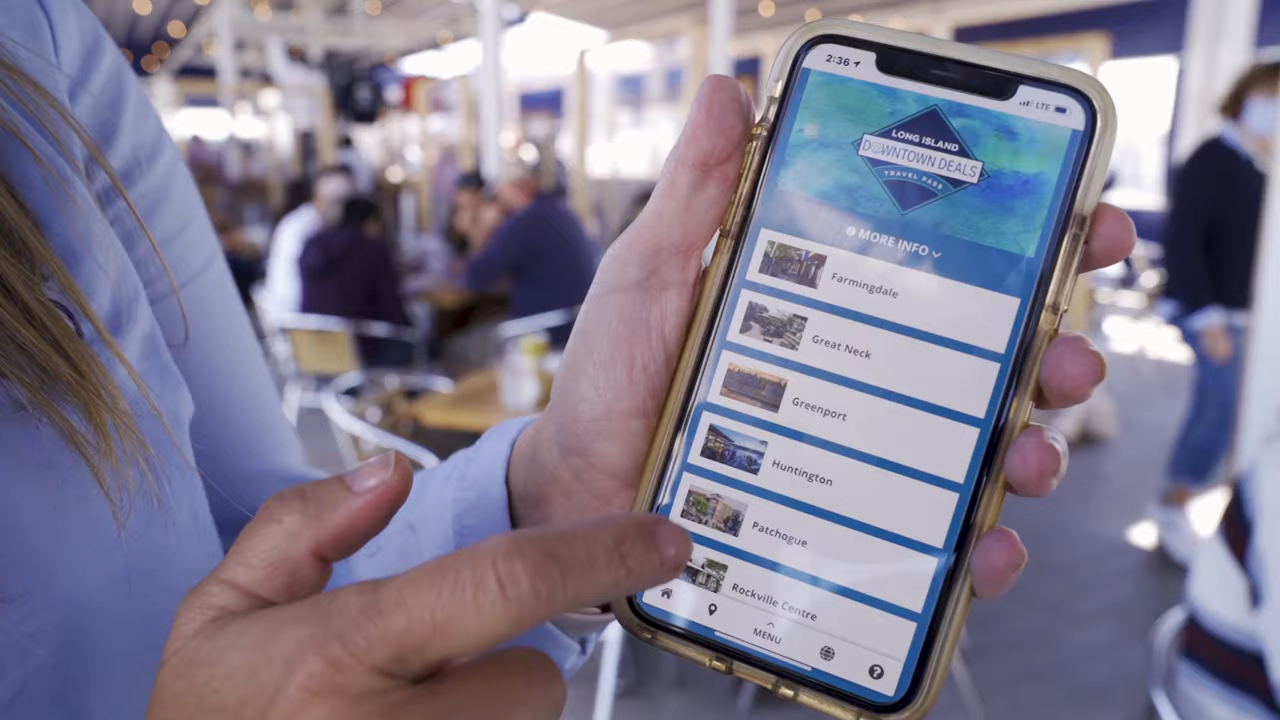 2:36
LTE
LONG ISLAND
DOWNTOWN DEALS
TRAVEL PASS
MORE INFO
Farmingdale
Great Neck
Greenport
Huntington
Patchogue
Rockville Centre
MENU